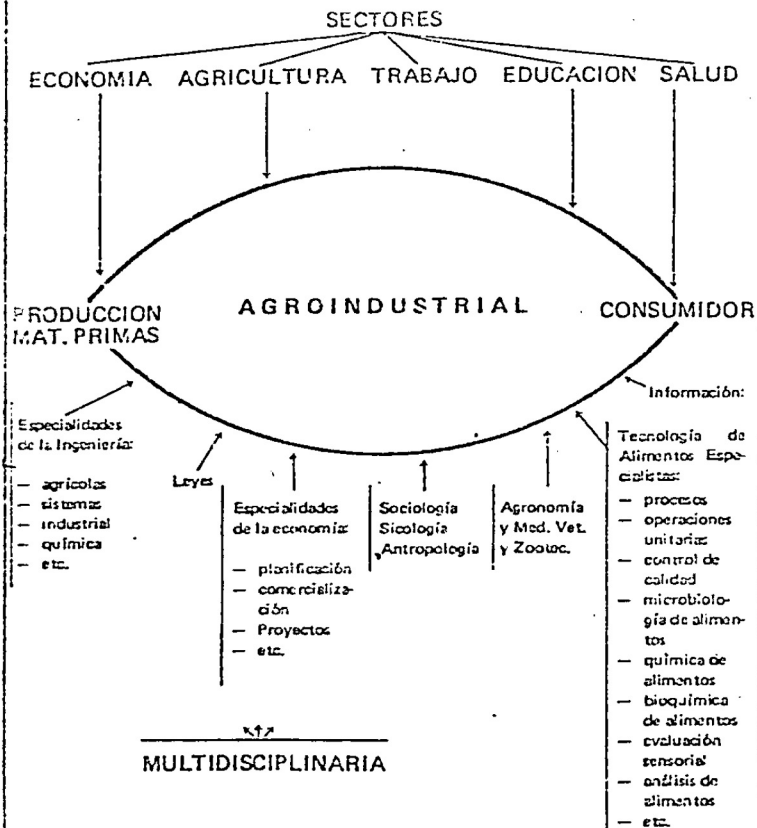 SECTORES
ECONOMIA AGRICULTURA TRABAJO EDUCACION SALUD
PRODUCCION
MAT. PRIMAS
AGROINDUSTRIAL
CONSUMIDOR
Especialidades
de la Ingeniería:
— agrícolas
— sistemas
— industrial
— química
— etc.
Leyes
Especialidades
de la economía:
— planificación
— comercializa-
ción
— Proyectos
— etc.
Sociología
Sicología
Antropología
Agronomía
y Med. Vet.
y Zootec.
Información:
Tecnología de
Alimentos Espe-
cialistas:
— procesos
— operaciones
unitarias
— control de
calidad
— microbiolo-
gía de alimen-
tos
— química de
alimentos
— bioquímica
de alimentos
— evaluación
sensorial
— análisis de
alimentos
— etc.
MULTIDISCIPLINARIA